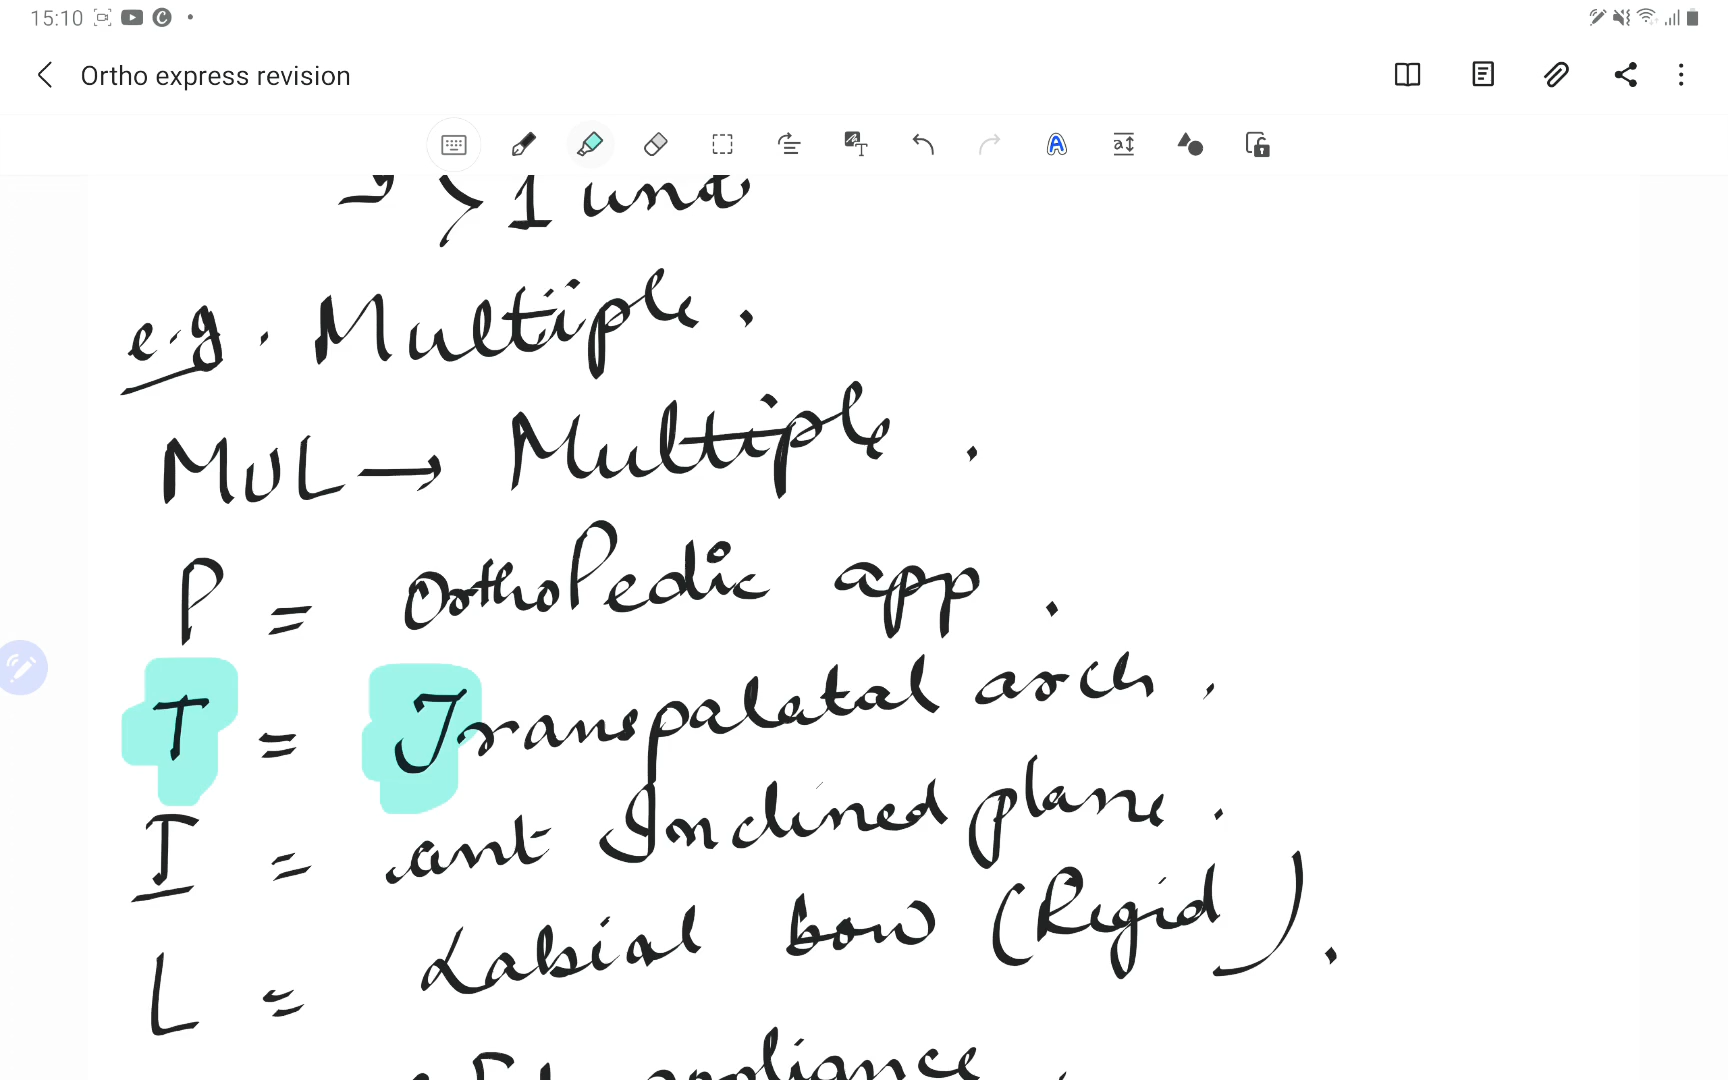 15:10
Ortho express revision
> 1 unit
e.g. Multiple.
MUL → Multiple.
P = OrthoPedic app.
T = Transpalatal arch.
I = ant Inclined plane.
L = Labial bow (Rigid).
appliance